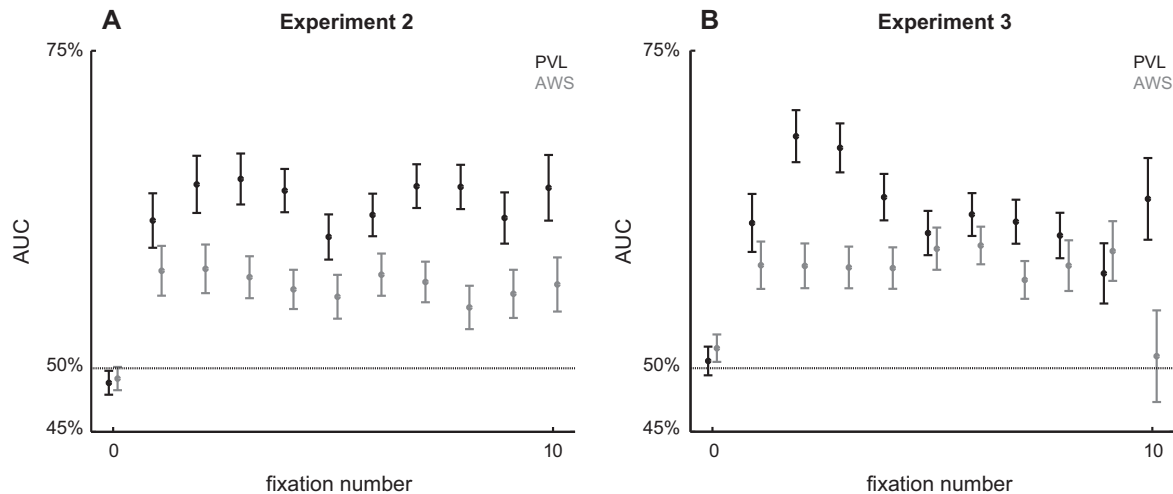 A Experiment 2
75%
PVL
AWS
AUC
50%
45%
0 10
fixation number
B Experiment 3
75%
PVL
AWS
AUC
50%
45%
0 10
fixation number